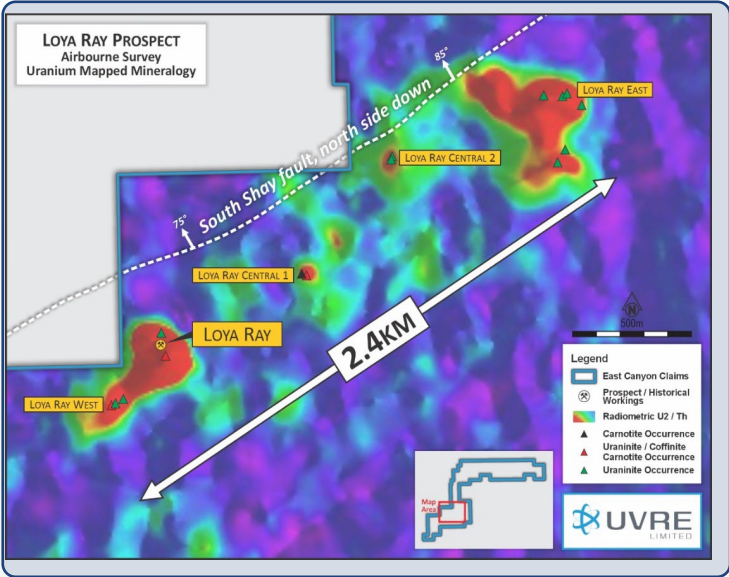 LOYA RAY PROSPECT
Airbourne Survey
Uranium Mapped Mineralogy
85°
LOYA RAY EAST
South Shay fault, north side down
LOYA RAY CENTRAL 2
75°
LOYA RAY CENTRAL 1
LOYA RAY
2.4KM
N
500m
LOYA RAY WEST
Legend
East Canyon Claims
Prospect / Historical
Workings
Radiometric U2 / Th
Carnotite Occurrence
Uraninite / Coffinite
Carnotite Occurrence
Uraninite Occurrence
Map
Area
UVRE
LIMITED